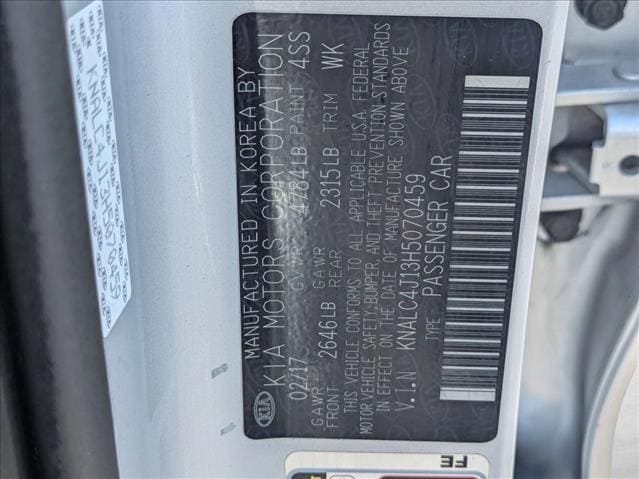 MANUFACTURED IN KOREA BY
KIA MOTORS CORPORATION
02/17 GVWR 4784LB PAINT 4SS
GAWR FRONT 2646LB GAWR REAR 2315LB TRIM WK
THIS VEHICLE CONFORMS TO ALL APPLICABLE U.S.A. FEDERAL
MOTOR VEHICLE SAFETY, BUMPER, AND THEFT PREVENTION STANDARDS
IN EFFECT ON THE DATE OF MANUFACTURE SHOWN ABOVE
V.I.N KNALC4J13H5070459
TYPE: PASSENGER CAR
KIA
FE
KNALC4J13H5070459